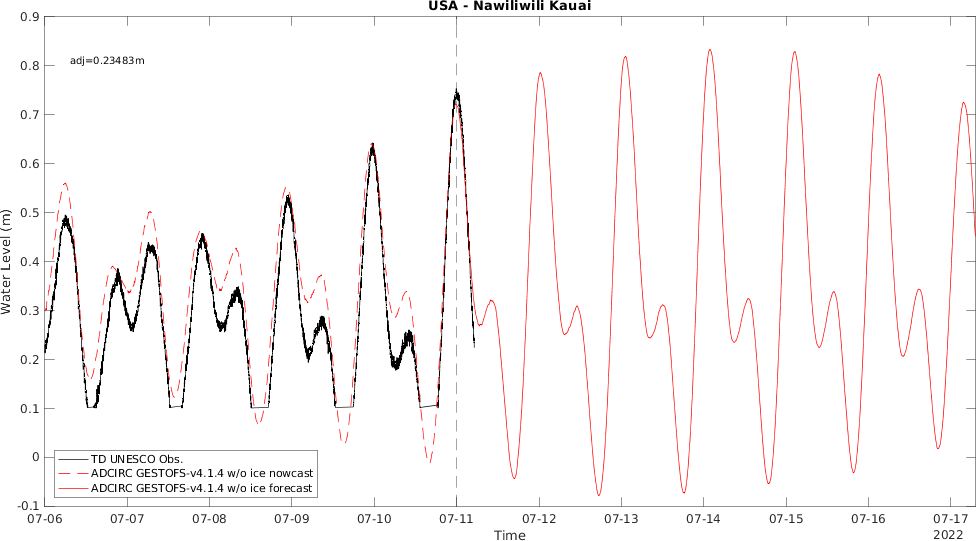 USA - Nawiliwili Kauai
adj=0.23483m
Water Level (m)
0.9
0.8
0.7
0.6
0.5
0.4
0.3
0.2
0.1
0
-0.1
TD UNESCO Obs.
ADCIRC GESTOFS-v4.1.4 w/o ice nowcast
ADCIRC GESTOFS-v4.1.4 w/o ice forecast
07-06 07-07 07-08 07-09 07-10 07-11 07-12 07-13 07-14 07-15 07-16 07-17
Time
2022